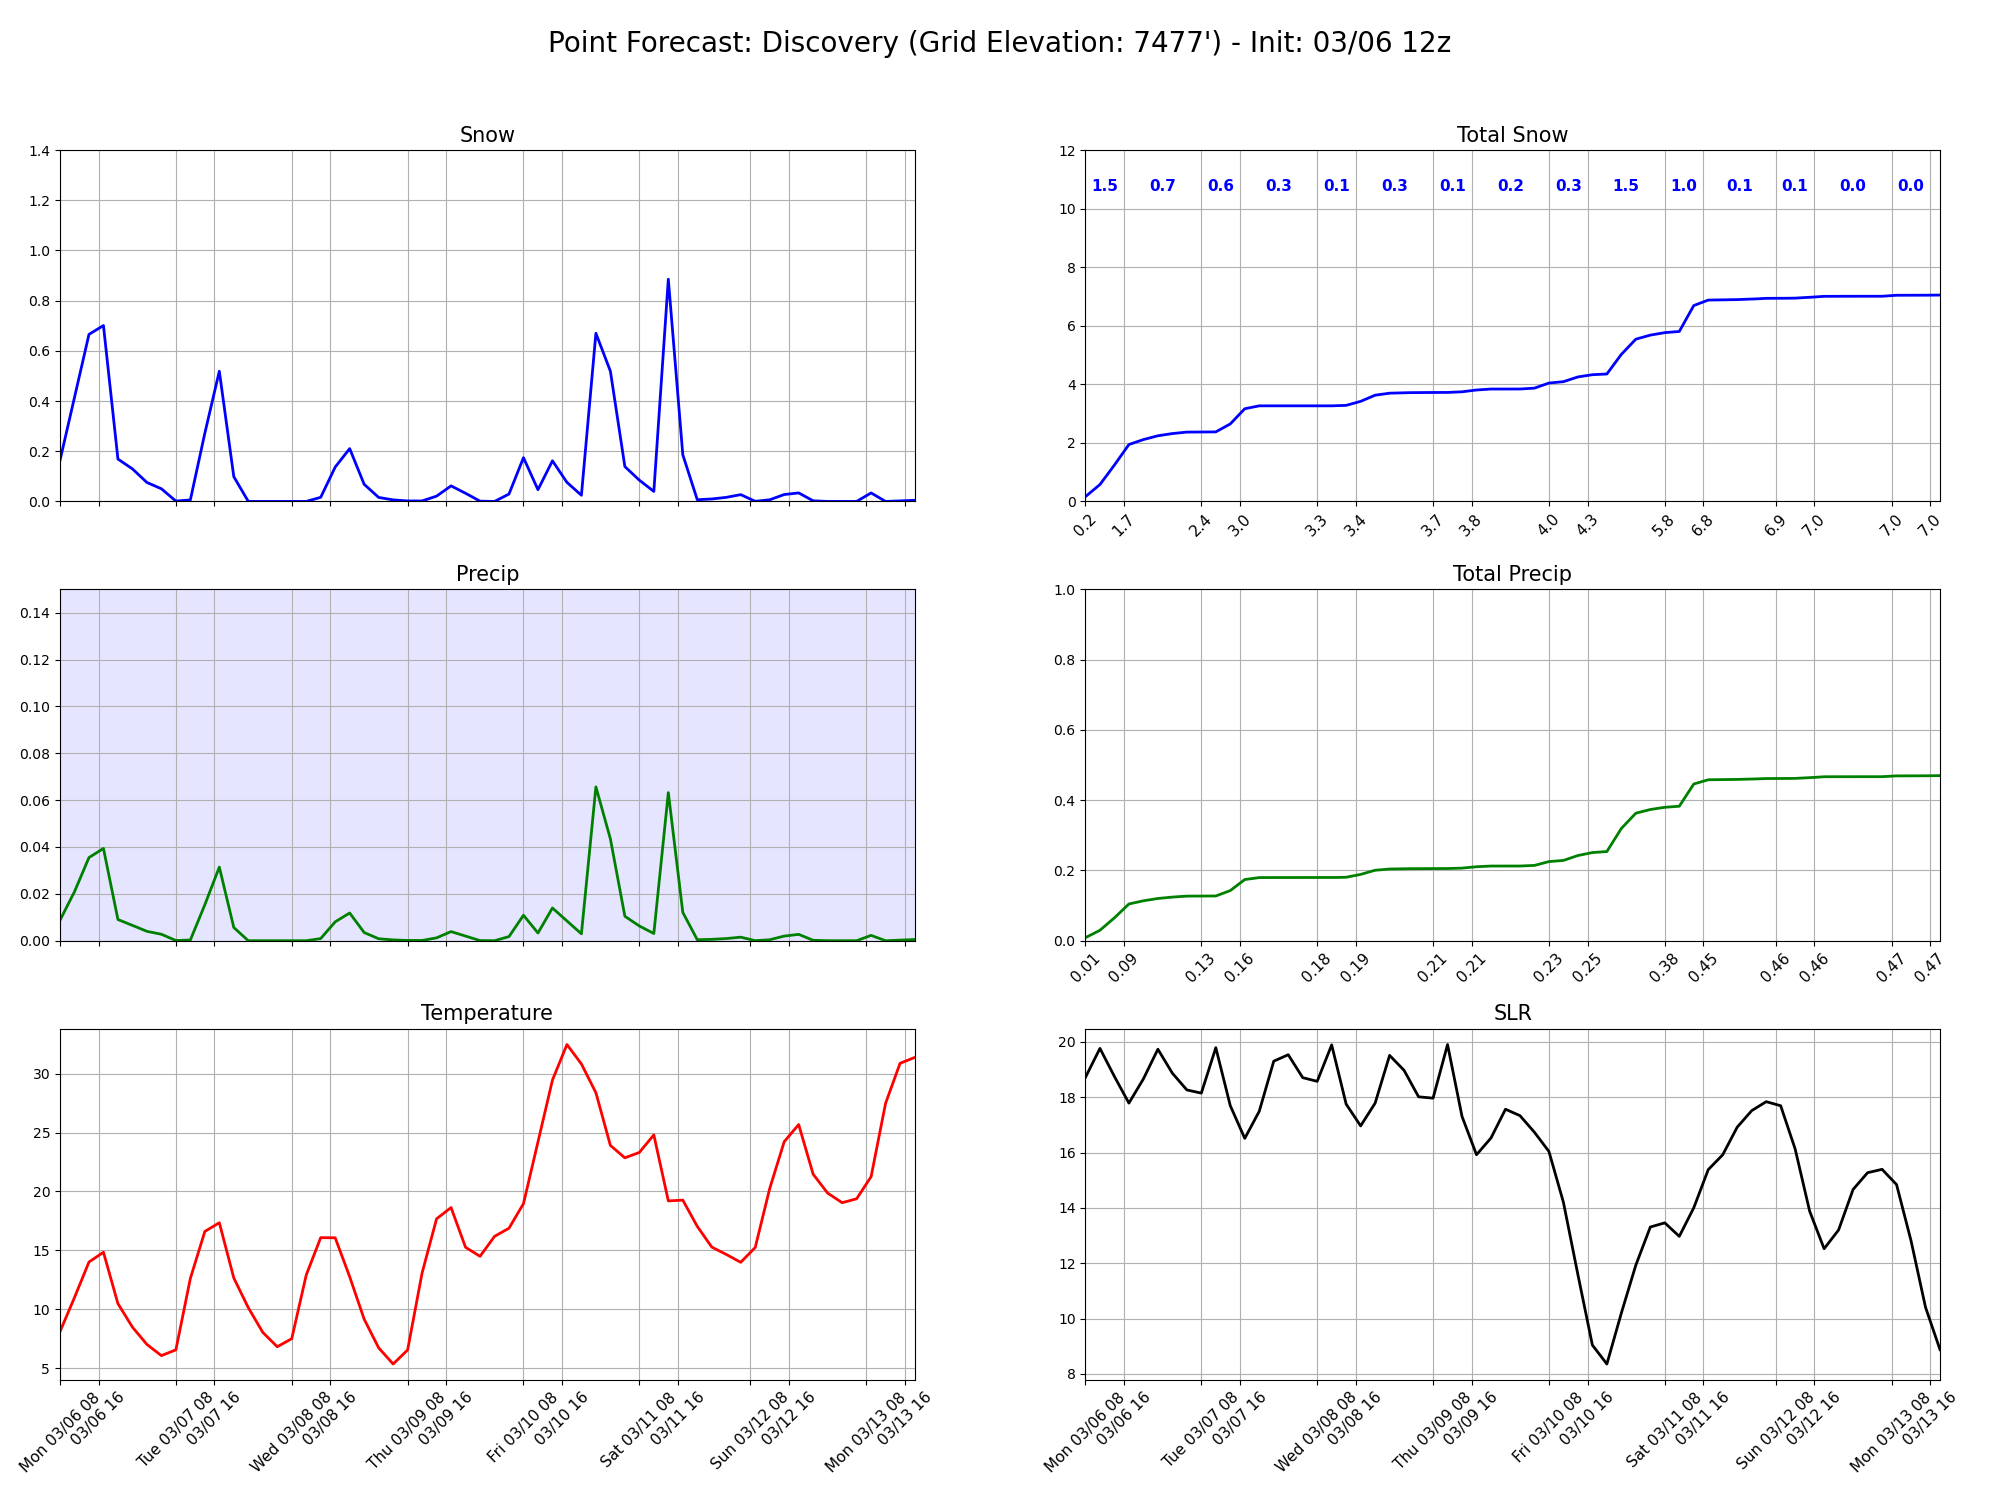 Point Forecast: Discovery (Grid Elevation: 7477') - Init: 03/06 12z
Snow
1.4
1.2
1.0
0.8
0.6
0.4
0.2
0.0
Total Snow
12
10
8
6
4
2
0
1.5 0.7 0.6 0.3 0.1 0.3 0.1 0.2 0.3 1.5 1.0 0.1 0.1 0.0 0.0
0.2 1.7 2.4 3.0 3.3 3.4 3.7 3.8 4.0 4.3 5.8 6.8 6.9 7.0 7.0 7.0
Precip
0.14
0.12
0.10
0.08
0.06
0.04
0.02
0.00
Total Precip
1.0
0.8
0.6
0.4
0.2
0.0
0.01 0.09 0.13 0.16 0.18 0.19 0.21 0.21 0.23 0.25 0.38 0.45 0.46 0.46 0.47 0.47
Temperature
30
25
20
15
10
5
Mon 03/06 08
03/06 16
Tue 03/07 08
03/07 16
Wed 03/08 08
03/08 16
Thu 03/09 08
03/09 16
Fri 03/10 08
03/10 16
Sat 03/11 08
03/11 16
Sun 03/12 08
03/12 16
Mon 03/13 08
03/13 16
SLR
20
18
16
14
12
10
8
Mon 03/06 08
03/06 16
Tue 03/07 08
03/07 16
Wed 03/08 08
03/08 16
Thu 03/09 08
03/09 16
Fri 03/10 08
03/10 16
Sat 03/11 08
03/11 16
Sun 03/12 08
03/12 16
Mon 03/13 08
03/13 16